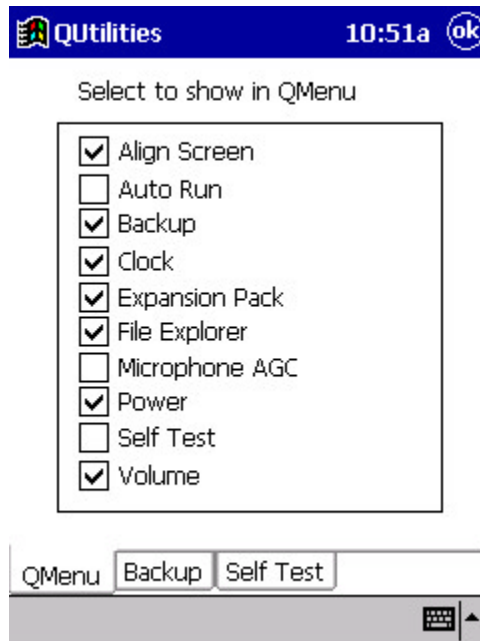 QUtilities 10:51a ok
Select to show in QMenu
Align Screen
Auto Run
Backup
Clock
Expansion Pack
File Explorer
Microphone AGC
Power
Self Test
Volume
QMenu Backup Self Test